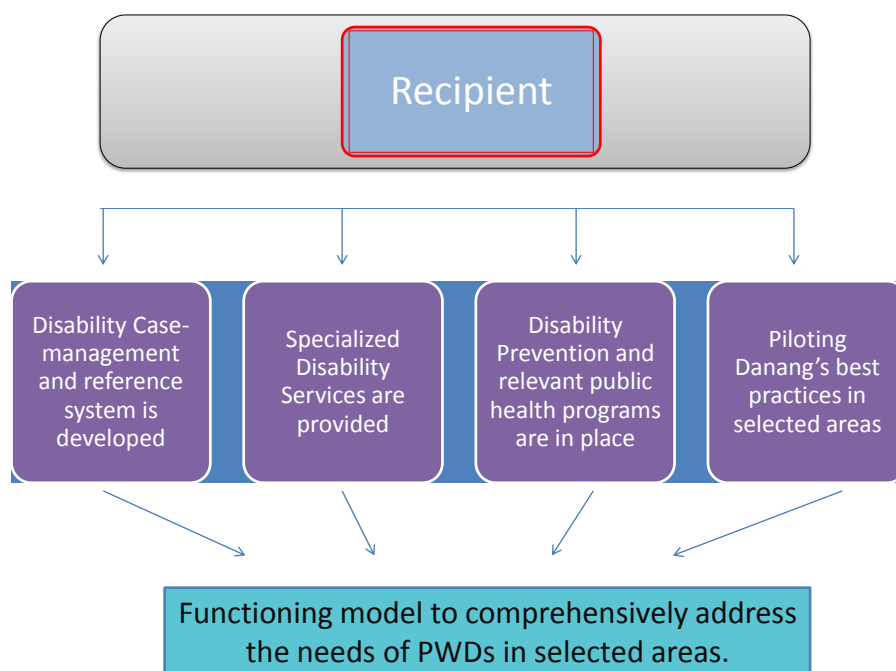 Recipient
Disability Case-
management
and reference
system is
developed
Specialized
Disability
Services are
provided
Disability
Prevention and
relevant public
health programs
are in place
Piloting
Danang’s best
practices in
selected areas
Functioning model to comprehensively address
the needs of PWDs in selected areas.